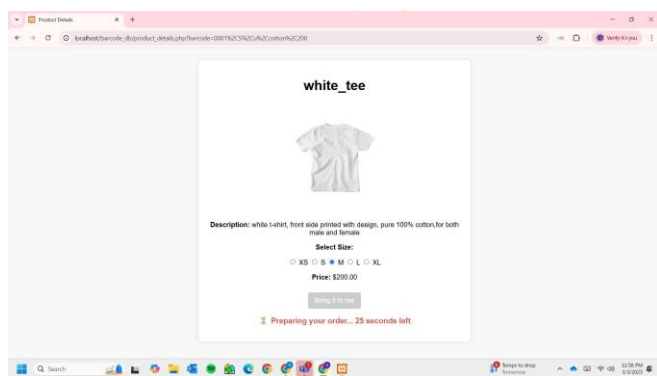 Product Details
localhost/barcode_db/product_details.php?barcode=0001%2CS%2Cu%2Ccotton%2C200
Verify it's you
white_tee
Description: white t-shirt, front side printed with design, pure 100% cotton,for both
male and female
Select Size:
XS S M L XL
Price: $200.00
Bring it to me
Preparing your order... 25 seconds left
Search
Temps to drop
Tomorrow
11:58 PM
3/3/2025